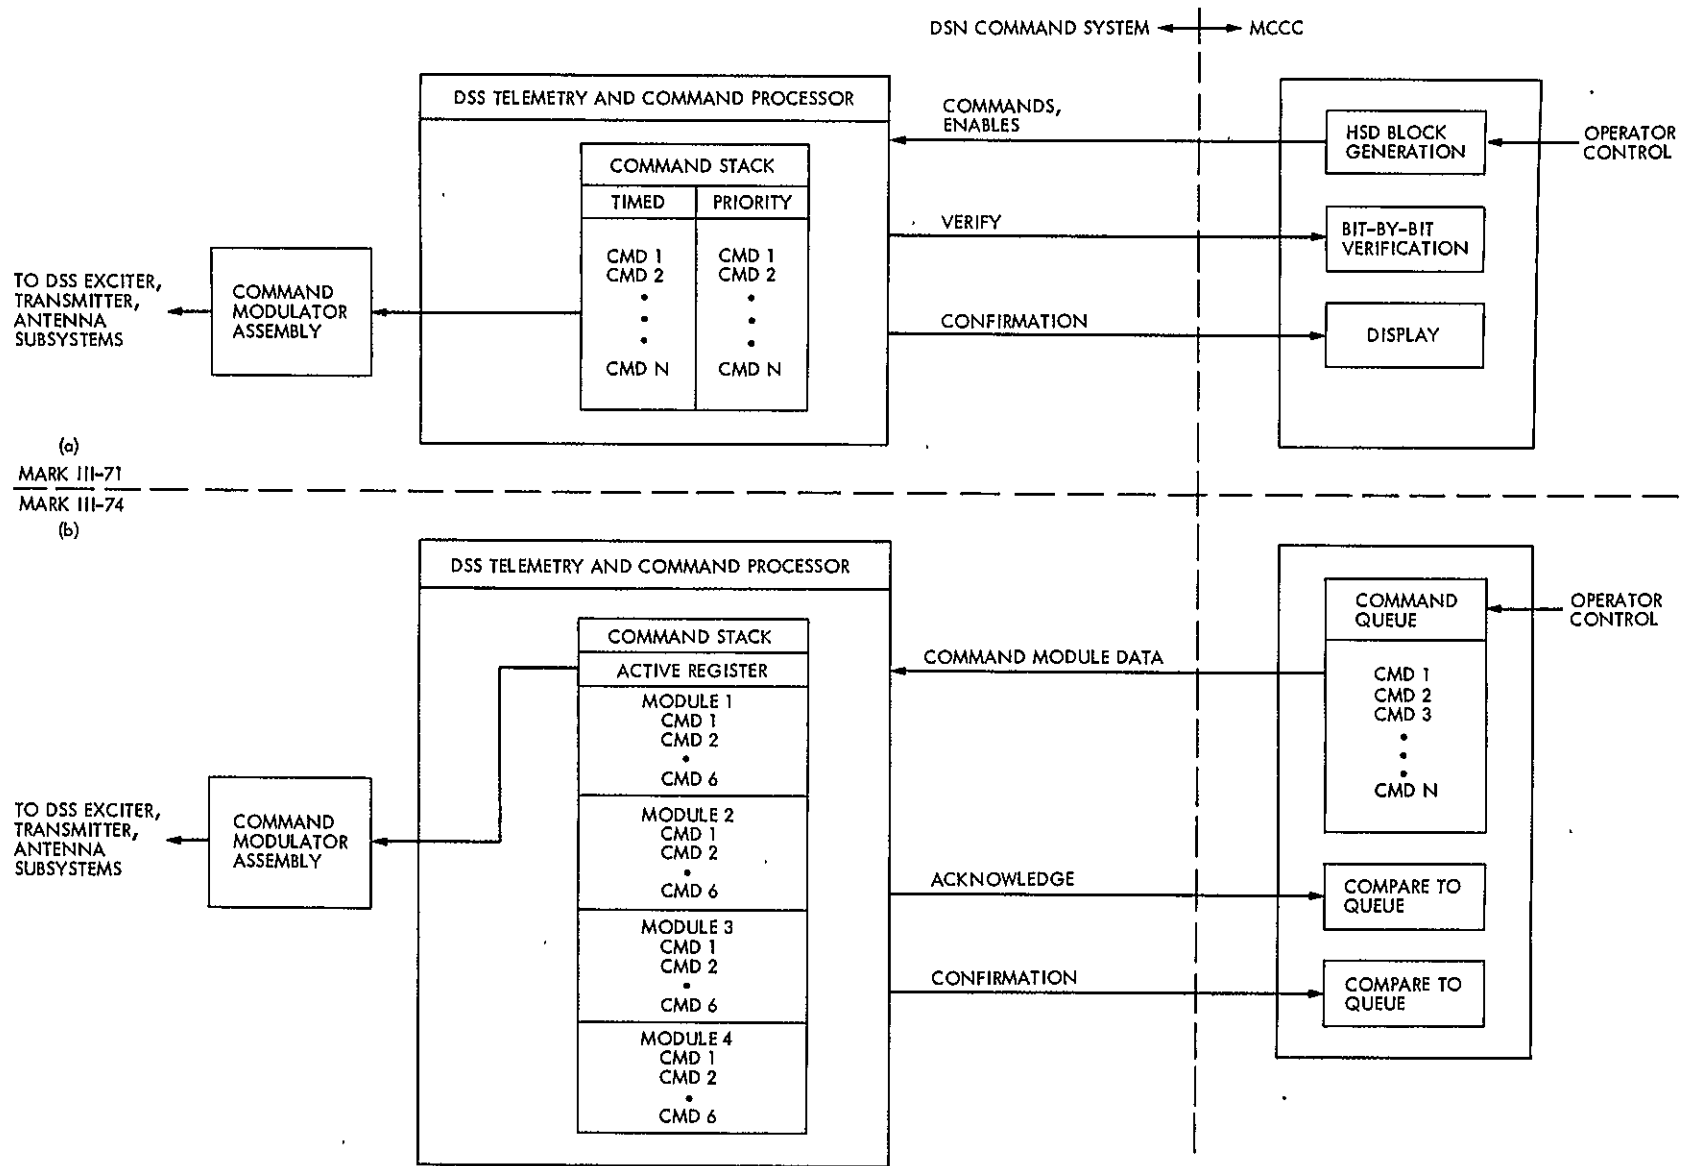 DSN COMMAND SYSTEM
MCCC
DSS TELEMETRY AND COMMAND PROCESSOR
COMMAND STACK
TIMED
PRIORITY
CMD 1
CMD 2
CMD N
CMD 1
CMD 2
CMD N
COMMAND
MODULATOR
ASSEMBLY
TO DSS EXCITER,
TRANSMITTER,
ANTENNA
SUBSYSTEMS
COMMANDS,
ENABLES
VERIFY
CONFIRMATION
HSD BLOCK
GENERATION
OPERATOR
CONTROL
BIT-BY-BIT
VERIFICATION
DISPLAY
(a)
MARK III-71
MARK III-74
(b)
DSS TELEMETRY AND COMMAND PROCESSOR
COMMAND STACK
ACTIVE REGISTER
MODULE 1
CMD 1
CMD 2
CMD 6
MODULE 2
CMD 1
CMD 2
CMD 6
MODULE 3
CMD 1
CMD 2
CMD 6
MODULE 4
CMD 1
CMD 2
CMD 6
COMMAND
MODULATOR
ASSEMBLY
TO DSS EXCITER,
TRANSMITTER,
ANTENNA
SUBSYSTEMS
COMMAND MODULE DATA
ACKNOWLEDGE
CONFIRMATION
COMMAND
QUEUE
OPERATOR
CONTROL
CMD 1
CMD 2
CMD 3
CMD N
COMPARE TO
QUEUE
COMPARE TO
QUEUE